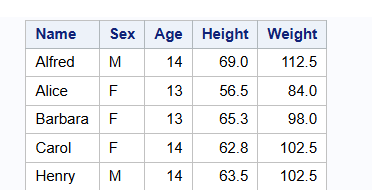 Name Sex Age Height Weight
Alfred M 14 69.0 112.5
Alice F 13 56.5 84.0
Barbara F 13 65.3 98.0
Carol F 14 62.8 102.5
Henry M 14 63.5 102.5